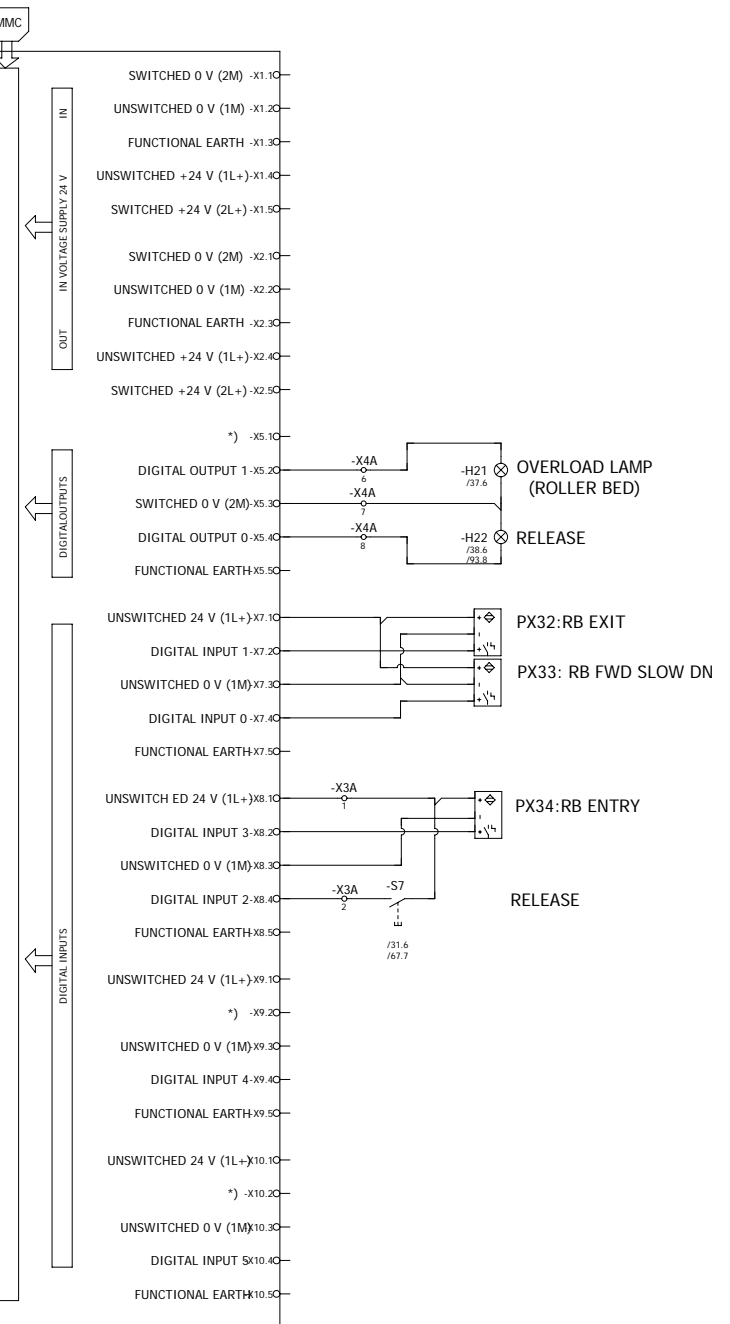 MMC
SWITCHED 0 V (2M) -X1.1
UNSWITCHED 0 V (1M) -X1.2
FUNCTIONAL EARTH -X1.3
UNSWITCHED +24 V (1L+)-X1.4
SWITCHED +24 V (2L+) -X1.5
IN
IN VOLTAGE SUPPLY 24 V
OUT
SWITCHED 0 V (2M) -X2.1
UNSWITCHED 0 V (1M) -X2.2
FUNCTIONAL EARTH -X2.3
UNSWITCHED +24 V (1L+)-X2.4
SWITCHED +24 V (2L+) -X2.5
*) -X5.1
DIGITAL OUTPUT 1-X5.2
-X4A
6
-H21
/37.6
OVERLOAD LAMP
(ROLLER BED)
SWITCHED 0 V (2M)-X5.3
-X4A
7
DIGITALOUTPUTS
DIGITAL OUTPUT 0-X5.4
-X4A
8
-H22
/38.6
/93.8
RELEASE
FUNCTIONAL EARTH-X5.5
UNSWITCHED 24 V (1L+)-X7.1
PX32:RB EXIT
DIGITAL INPUT 1-X7.2
UNSWITCHED 0 V (1M)-X7.3
PX33: RB FWD SLOW DN
DIGITAL INPUT 0-X7.4
FUNCTIONAL EARTH-X7.5
UNSWITCH ED 24 V (1L+)-X8.1
-X3A
1
PX34:RB ENTRY
DIGITAL INPUT 3-X8.2
UNSWITCHED 0 V (1M)-X8.3
DIGITAL INPUT 2-X8.4
-X3A
2
-S7
/31.6
/67.7
RELEASE
FUNCTIONAL EARTH-X8.5
DIGITAL INPUTS
UNSWITCHED 24 V (1L+)-X9.1
*) -X9.2
UNSWITCHED 0 V (1M)-X9.3
DIGITAL INPUT 4-X9.4
FUNCTIONAL EARTH-X9.5
UNSWITCHED 24 V (1L+)-X10.1
*) -X10.2
UNSWITCHED 0 V (1M)-X10.3
DIGITAL INPUT 5-X10.4
FUNCTIONAL EARTH-X10.5